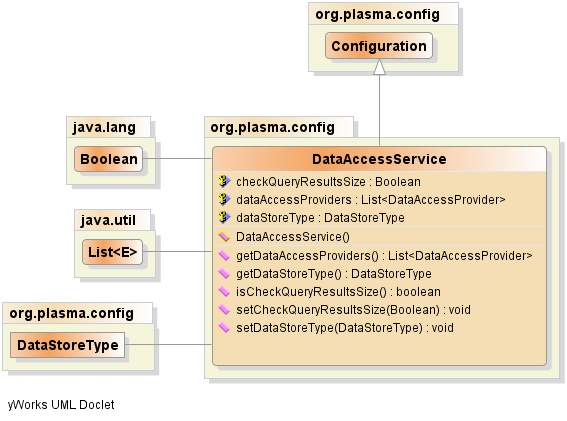 org.plasma.config
Configuration
java.lang
Boolean
java.util
List<E>
org.plasma.config
DataStoreType
org.plasma.config
DataAccessService
checkQueryResultsSize : Boolean
dataAccessProviders : List<DataAccessProvider>
dataStoreType : DataStoreType
DataAccessService()
getDataAccessProviders() : List<DataAccessProvider>
getDataStoreType() : DataStoreType
isCheckQueryResultsSize() : boolean
setCheckQueryResultsSize(Boolean) : void
setDataStoreType(DataStoreType) : void
yWorks UML Doclet